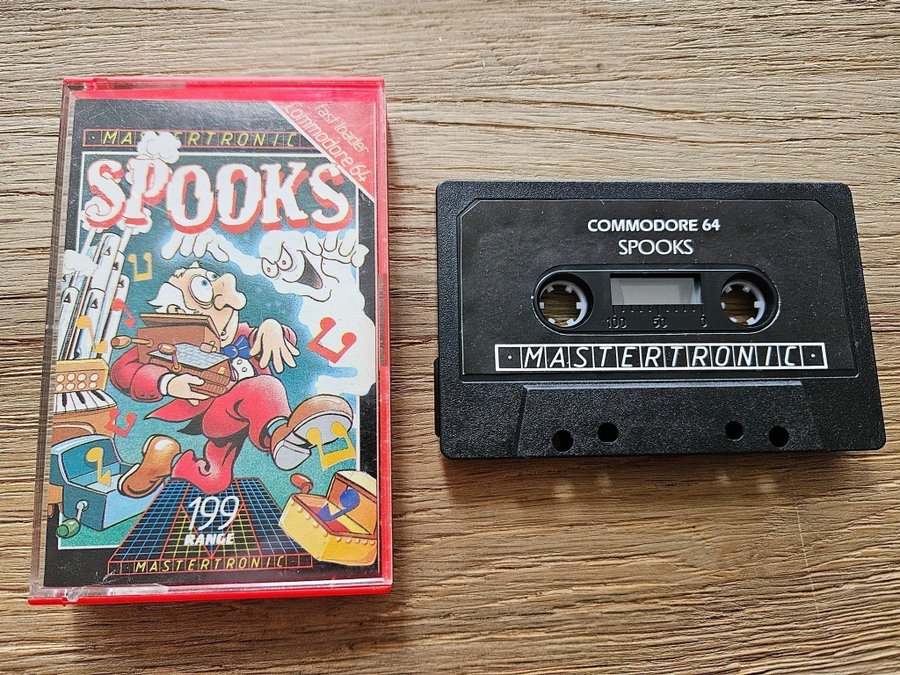 fast loader
Commodore 64
MASTERTRONIC
SPOOKS
199
RANGE
MASTERTRONIC
COMMODORE 64
SPOOKS
100 50 0
MASTERTRONIC